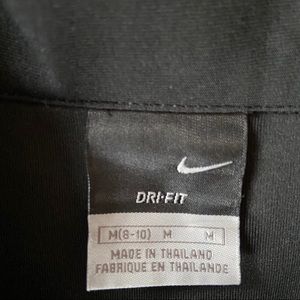 DRI-FIT
M(8-10) M M
MADE IN THAILAND
FABRIQUE EN THAILANDE